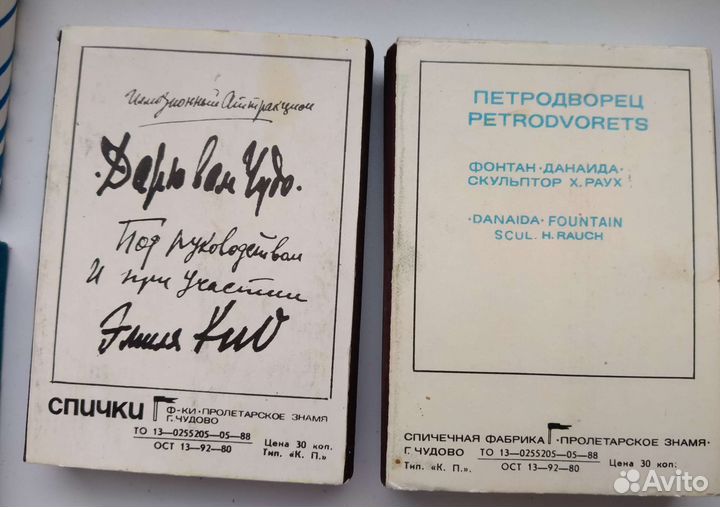 Иллюзионный Аттракцион
·Дарю вам Чудо·
Под руководством
и при участии
Эмиля Кио
СПИЧКИ Ф-КИ·ПРОЛЕТАРСКОЕ ЗНАМЯ
Г. ЧУДОВО
ТО 13—0255205—05—88
ОСТ 13—92—80
Цена 30 коп.
Тип. «К. П.».
ПЕТРОДВОРЕЦ
PETRODVORETS
ФОНТАН·ДАНАИДА·
СКУЛЬПТОР Х. РАУХ
·DANAIDA·FOUNTAIN
SCUL. H. RAUCH
СПИЧЕЧНАЯ ФАБРИКА·ПРОЛЕТАРСКОЕ ЗНАМЯ·
Г. ЧУДОВО
ТО 13—0255205—05—88
ОСТ 13—92—80
Тип. «К. П.».
Цена 30 коп.
Avito